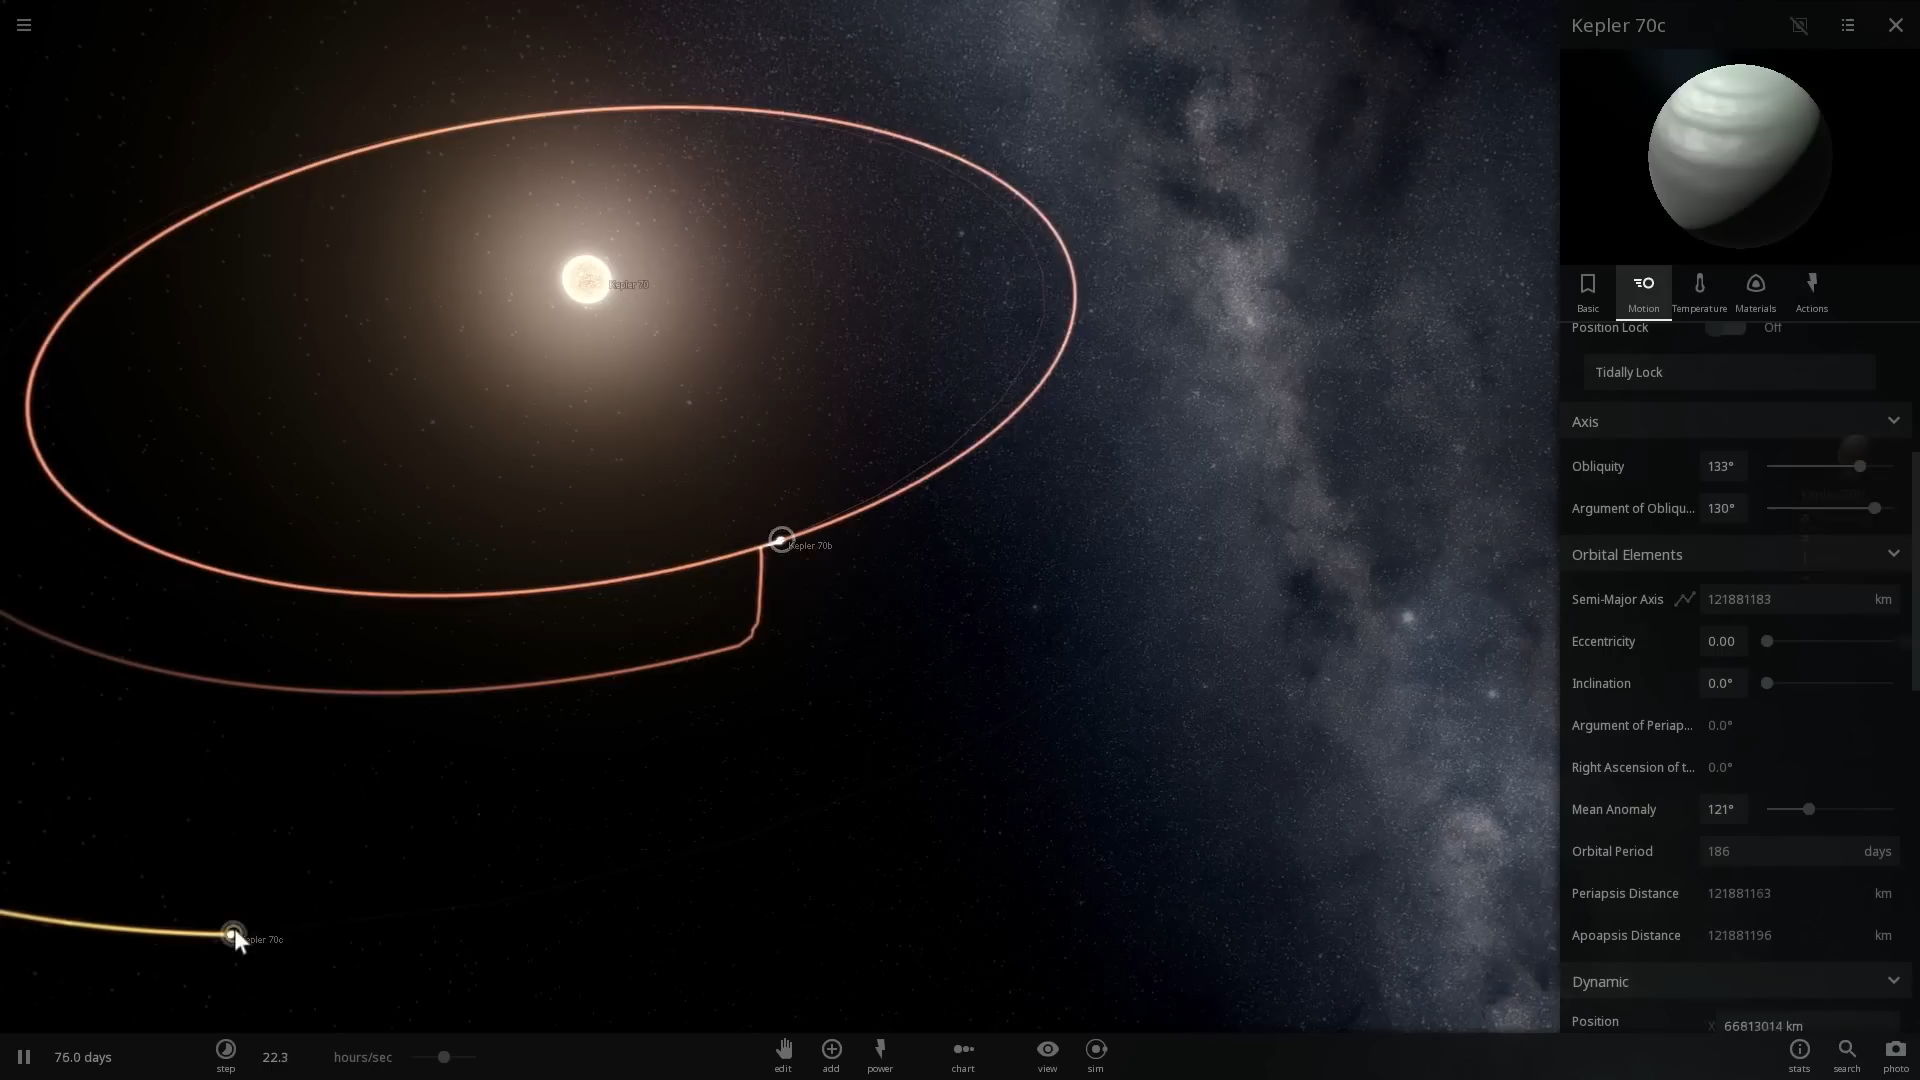 Kepler 70c
Kepler 70
Basic
Motion
Temperature
Materials
Actions
Position Lock
Off
Tidally Lock
Axis
Obliquity
133°
Argument of Obliqu...
130°
Orbital Elements
Kepler 70b
Semi-Major Axis
121881183
km
Eccentricity
0.00
Inclination
0.0°
Argument of Periap...
0.0°
Right Ascension of t...
0.0°
Mean Anomaly
121°
Orbital Period
186
days
Periapsis Distance
121881163
km
Apoapsis Distance
121881196
km
epler 70c
Dynamic
Position
X
66813014 km
76.0 days
step
22.3
hours/sec
edit
add
power
chart
view
sim
stats
search
photo